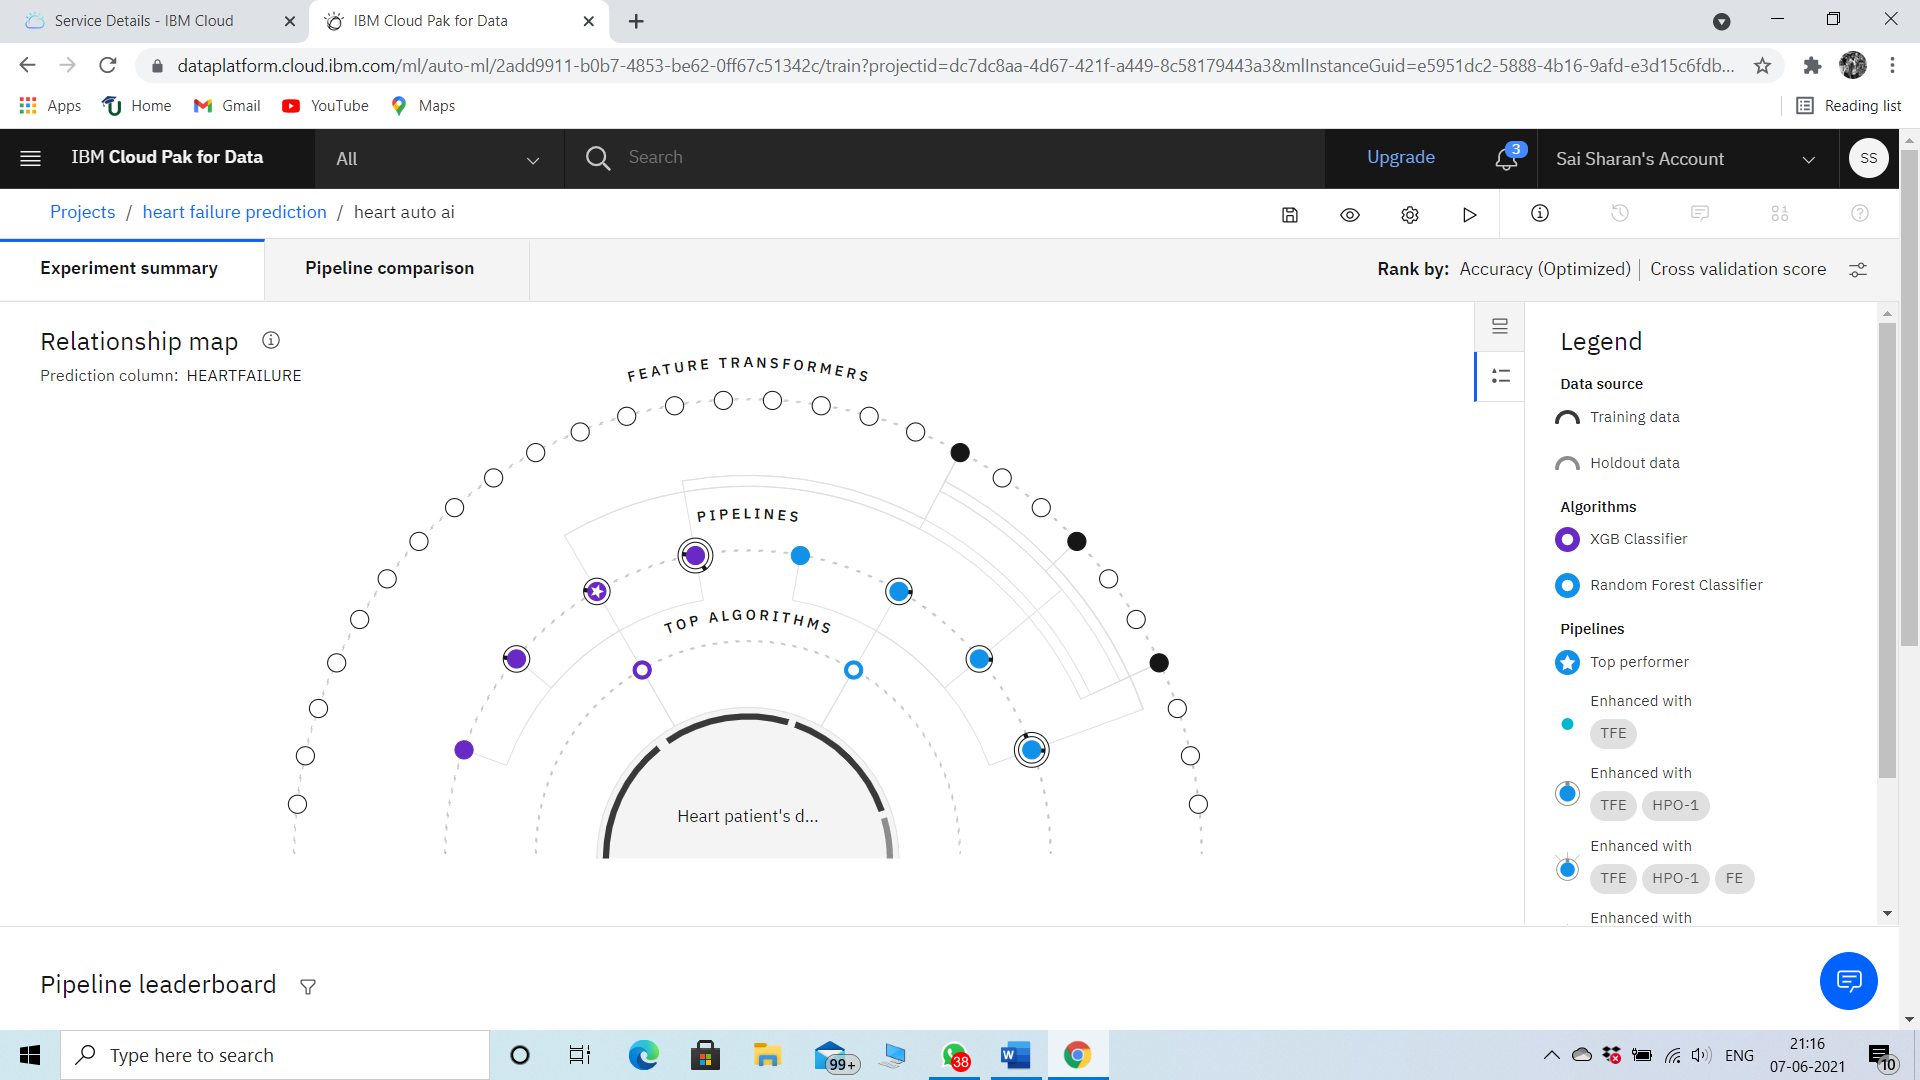 Service Details - IBM Cloud
IBM Cloud Pak for Data
dataplatform.cloud.ibm.com/ml/auto-ml/2add9911-b0b7-4853-be62-0ff67c51342c/train?projectid=dc7dc8aa-4d67-421f-a449-8c58179443a3&mlInstanceGuid=e5951dc2-5888-4b16-9afd-e3d15c6fdb...
Apps
Home
Gmail
YouTube
Maps
Reading list
IBM Cloud Pak for Data
All
Search
Upgrade
3
Sai Sharan's Account
SS
Projects / heart failure prediction / heart auto ai
Experiment summary
Pipeline comparison
Rank by: Accuracy (Optimized) | Cross validation score
Relationship map
Prediction column: HEARTFAILURE
FEATURE TRANSFORMERS
PIPELINES
TOP ALGORITHMS
Heart patient's d...
Legend
Data source
Training data
Holdout data
Algorithms
XGB Classifier
Random Forest Classifier
Pipelines
Top performer
Enhanced with
TFE
Enhanced with
TFE HPO-1
Enhanced with
TFE HPO-1 FE
Enhanced with
Pipeline leaderboard
Type here to search
99+
38
ENG
21:16
07-06-2021
10